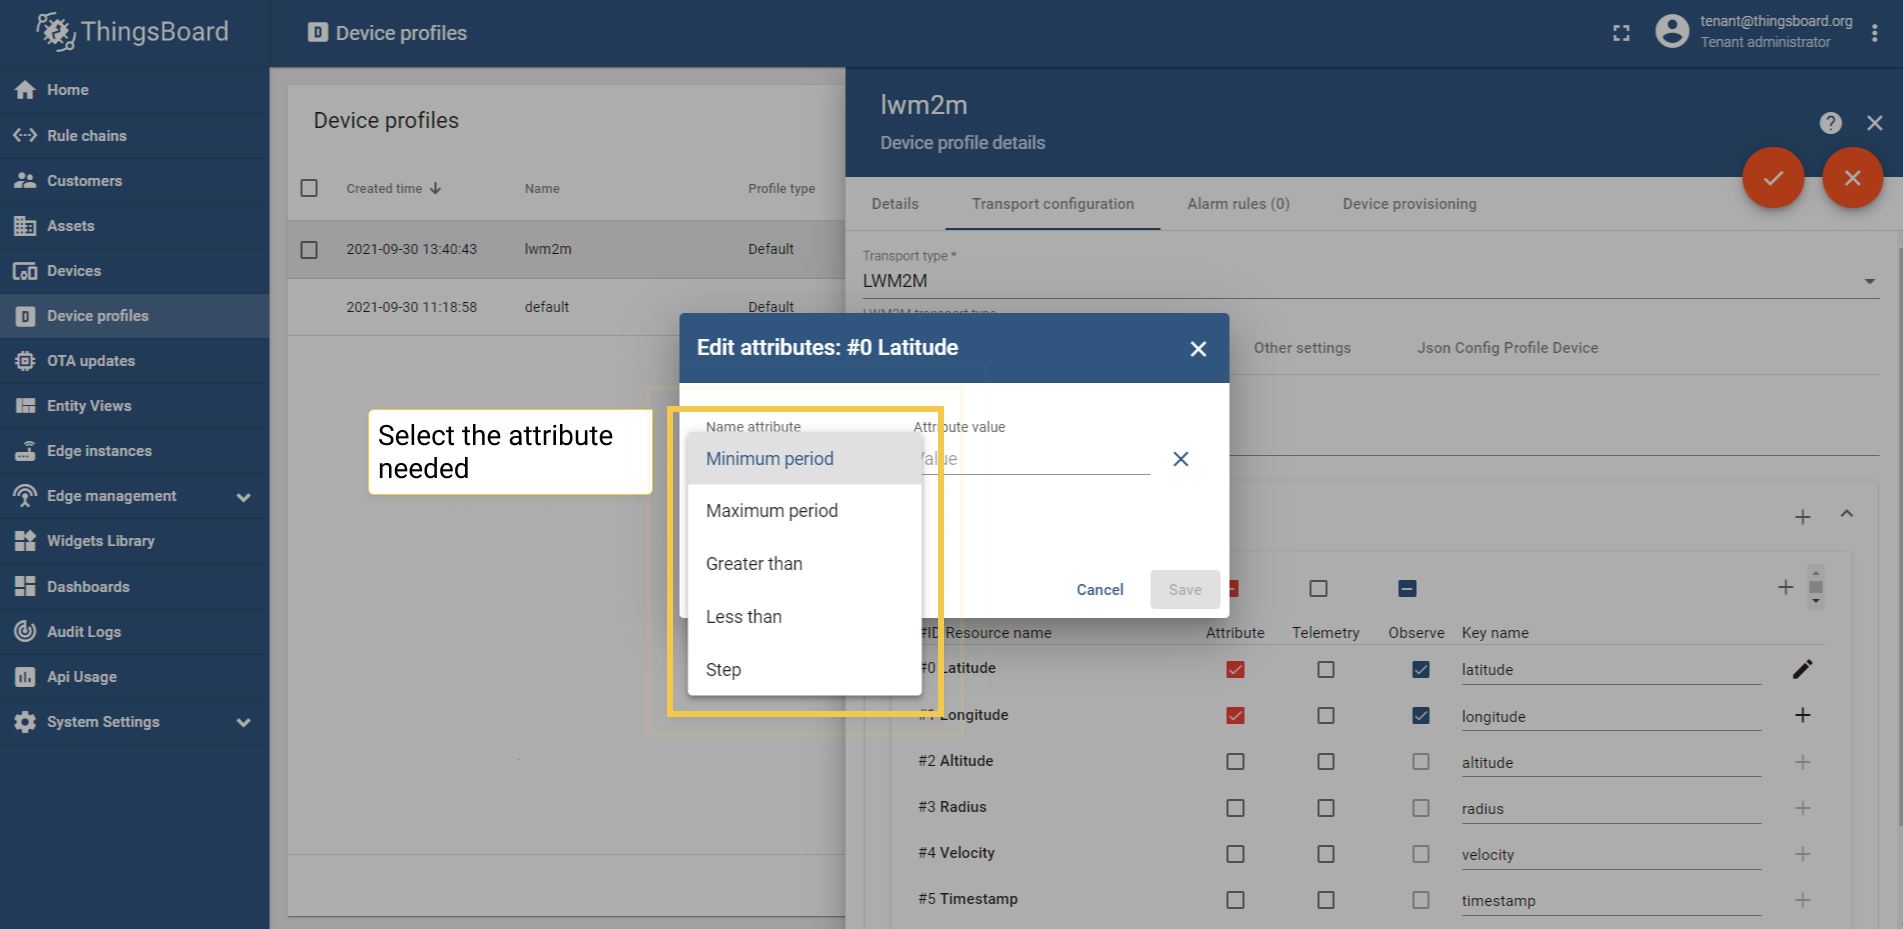 ThingsBoard
Device profiles
tenant@thingsboard.org
Tenant administrator
Home
Rule chains
Customers
Assets
Devices
Device profiles
OTA updates
Entity Views
Edge instances
Edge management
Widgets Library
Dashboards
Audit Logs
Api Usage
System Settings
Device profiles
Created time
Name
Profile type
2021-09-30 13:40:43 lwm2m Default
2021-09-30 11:18:58 default Default
lwm2m
Device profile details
Details
Transport configuration
Alarm rules (0)
Device provisioning
Transport type *
LWM2M
LWM2M transport type
Other settings
Json Config Profile Device
Edit attributes: #0 Latitude
Name attribute
Attribute value
Value
Select the attribute
needed
Minimum period
Maximum period
Greater than
Less than
Step
Cancel
Save
#ID Resource name Attribute Telemetry Observe Key name
#0 Latitude latitude
#1 Longitude longitude
#2 Altitude altitude
#3 Radius radius
#4 Velocity velocity
#5 Timestamp timestamp